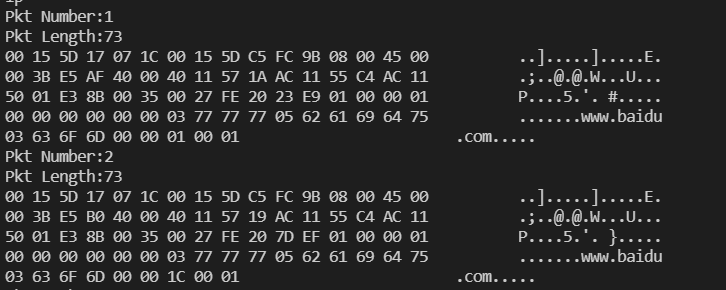 Pkt Number:1
Pkt Length:73
00 15 5D 17 07 1C 00 15 5D C5 FC 9B 08 00 45 00 ..].....].....E.
00 3B E5 AF 40 00 40 11 57 1A AC 11 55 C4 AC 11 .;..@.@.W...U...
50 01 E3 8B 00 35 00 27 FE 20 23 E9 01 00 00 01 P....5.'. #.....
00 00 00 00 00 00 03 77 77 77 05 62 61 69 64 75 .......www.baidu
03 63 6F 6D 00 00 01 00 01 .com.....
Pkt Number:2
Pkt Length:73
00 15 5D 17 07 1C 00 15 5D C5 FC 9B 08 00 45 00 ..].....].....E.
00 3B E5 B0 40 00 40 11 57 19 AC 11 55 C4 AC 11 .;..@.@.W...U...
50 01 E3 8B 00 35 00 27 FE 20 7D EF 01 00 00 01 P....5.'. }.....
00 00 00 00 00 00 03 77 77 77 05 62 61 69 64 75 .......www.baidu
03 63 6F 6D 00 00 1C 00 01 .com.....